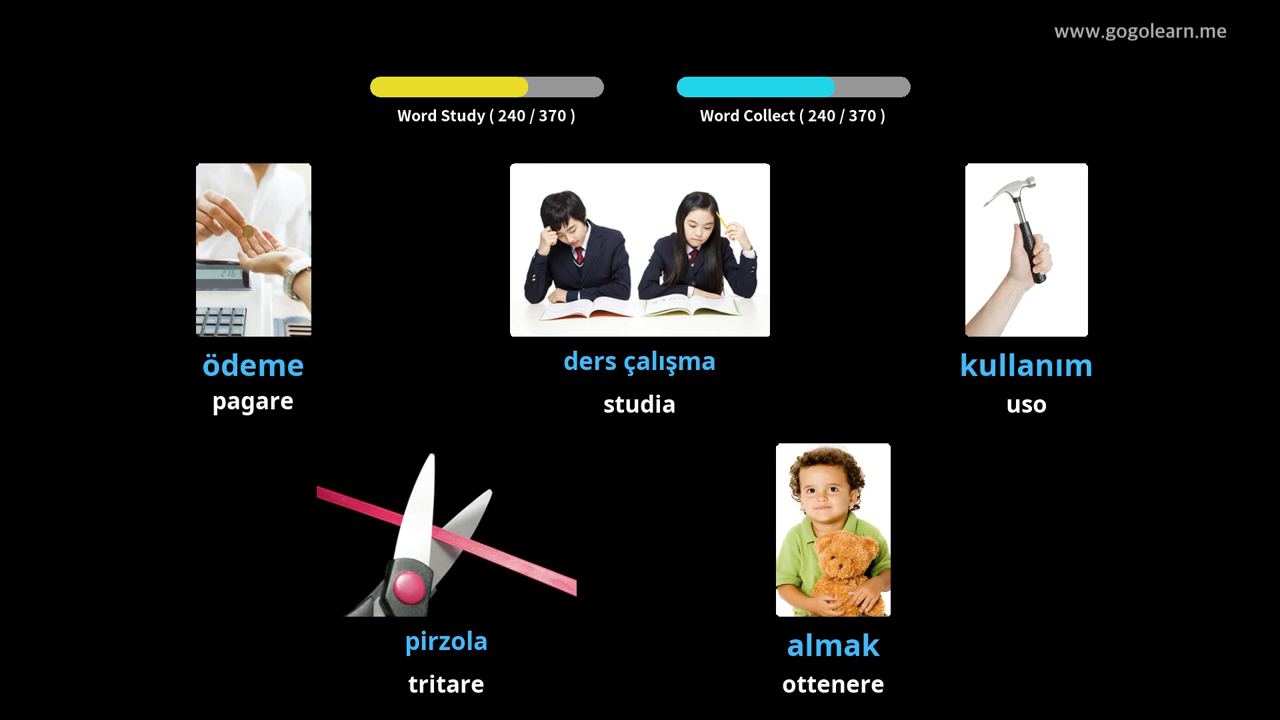 www.gogolearn.me
Word Study ( 240 / 370 )
Word Collect ( 240 / 370 )
ödeme
pagare
ders çalışma
studia
kullanım
uso
pirzola
tritare
almak
ottenere